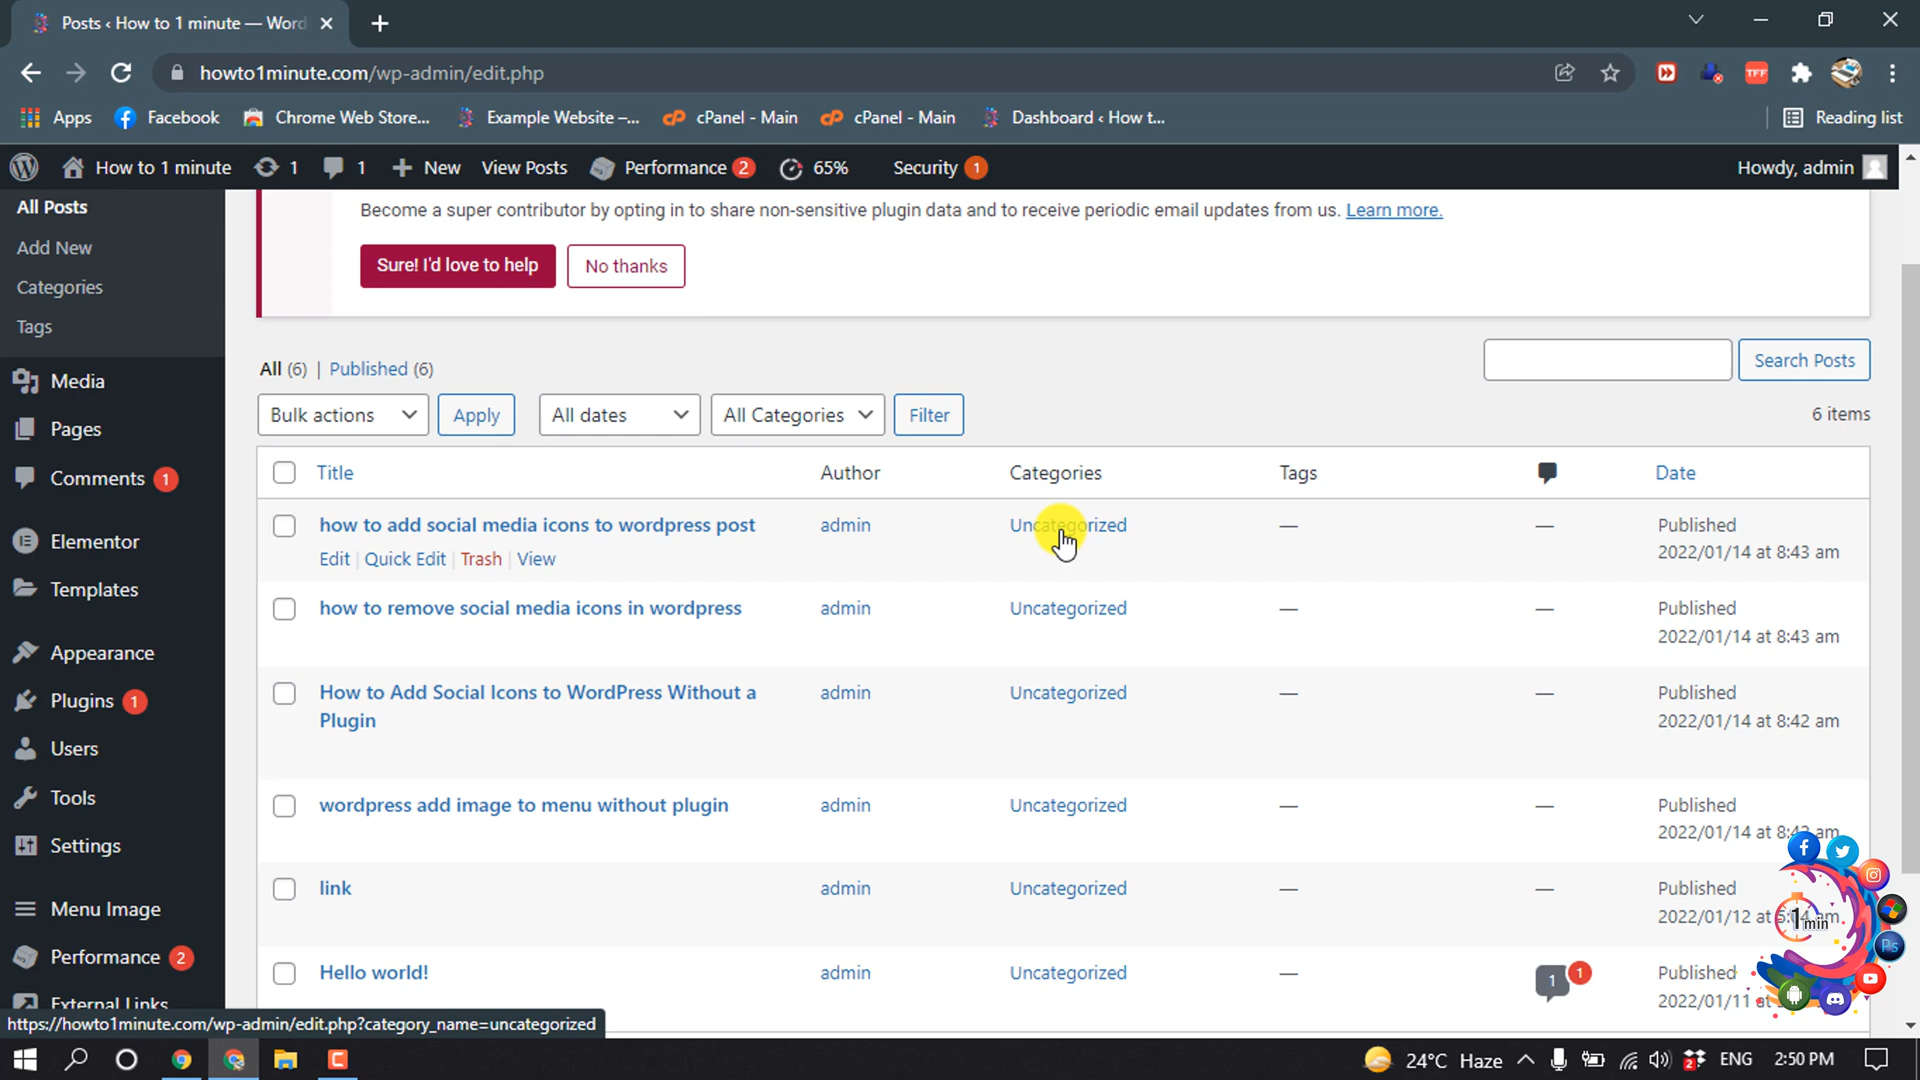 Posts ‹ How to 1 minute — Word
howto1minute.com/wp-admin/edit.php
TFF
Apps Facebook Chrome Web Store... Example Website –... cPanel - Main cPanel - Main Dashboard ‹ How t... Reading list
How to 1 minute 1 1 New View Posts Performance 2 65% Security 1 Howdy, admin
All Posts
Add New
Categories
Tags
Media
Pages
Comments 1
Elementor
Templates
Appearance
Plugins 1
Users
Tools
Settings
Menu Image
Performance 2
External Links
Become a super contributor by opting in to share non-sensitive plugin data and to receive periodic email updates from us. Learn more.
Sure! I'd love to help No thanks
All (6) | Published (6)
Search Posts
Bulk actions Apply All dates All Categories Filter 6 items
Title Author Categories Tags Date
how to add social media icons to wordpress post admin Uncategorized — — Published
Edit | Quick Edit | Trash | View 2022/01/14 at 8:43 am
how to remove social media icons in wordpress admin Uncategorized — — Published
2022/01/14 at 8:43 am
How to Add Social Icons to WordPress Without a admin Uncategorized — — Published
Plugin 2022/01/14 at 8:42 am
wordpress add image to menu without plugin admin Uncategorized — — Published
2022/01/14 at 8:42 am
link admin Uncategorized — — Published
2022/01/12 at am
1 min
Ps
Hello world! admin Uncategorized — 1 1 Published
2022/01/11 at
https://howto1minute.com/wp-admin/edit.php?category_name=uncategorized
24°C Haze 2 ENG 2:50 PM